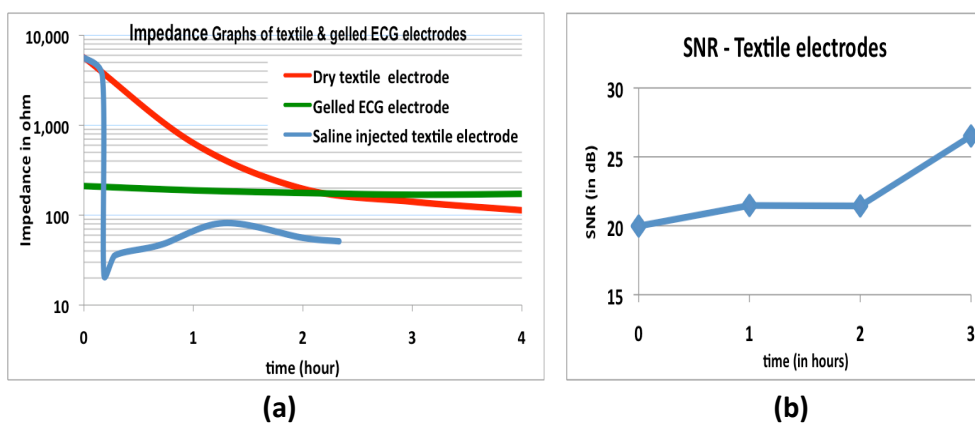 Impedance Graphs of textile & gelled ECG electrodes
Impedance in ohm
10,000
1,000
100
10
Dry textile electrode
Gelled ECG electrode
Saline injected textile electrode
0 1 2 3 4
time (hour)
(a)
SNR - Textile electrodes
SNR (in dB)
30
25
20
15
0 1 2 3
time (in hours)
(b)